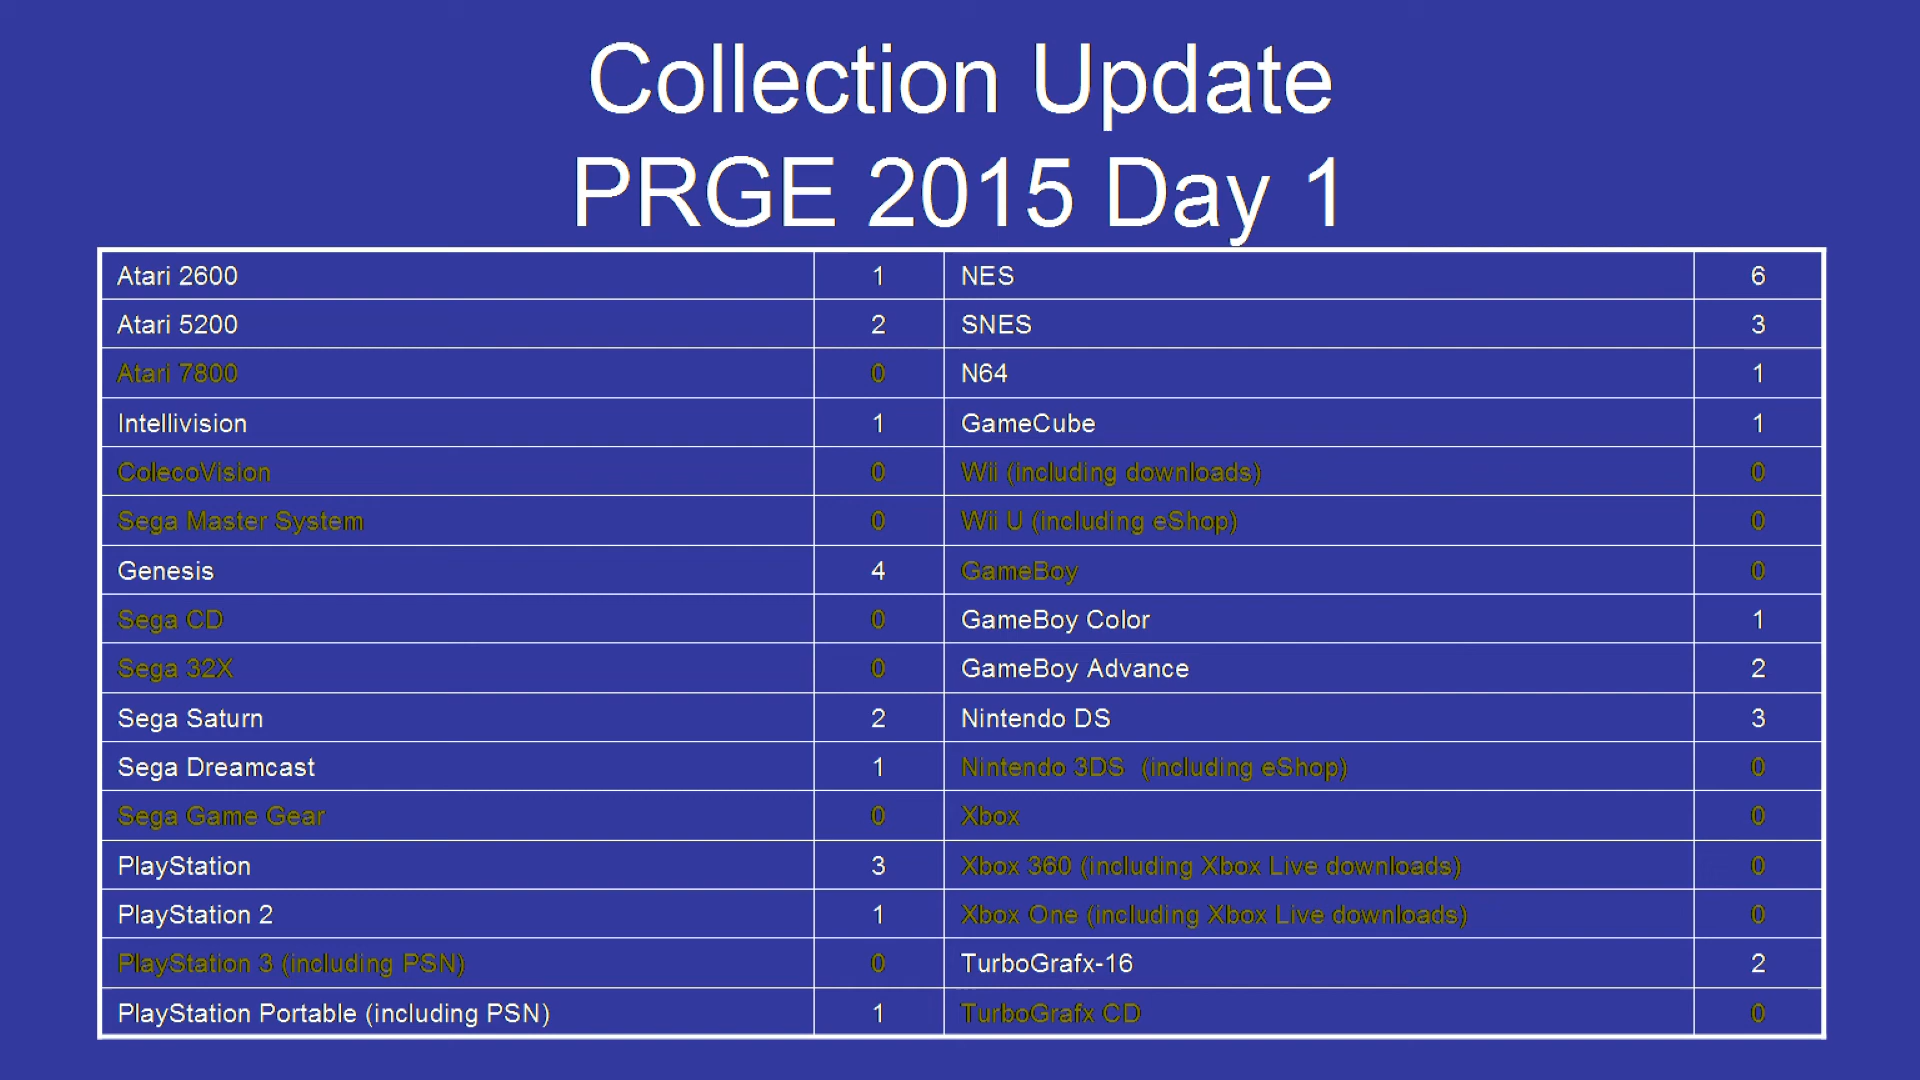 Collection Update
PRGE 2015 Day 1
Atari 2600 1 NES 6
Atari 5200 2 SNES 3
Atari 7800 0 N64 1
Intellivision 1 GameCube 1
ColecoVision 0 Wii (including downloads) 0
Sega Master System 0 Wii U (including eShop) 0
Genesis 4 GameBoy 0
Sega CD 0 GameBoy Color 1
Sega 32X 0 GameBoy Advance 2
Sega Saturn 2 Nintendo DS 3
Sega Dreamcast 1 Nintendo 3DS (including eShop) 0
Sega Game Gear 0 Xbox 0
PlayStation 3 Xbox 360 (including Xbox Live downloads) 0
PlayStation 2 1 Xbox One (including Xbox Live downloads) 0
PlayStation 3 (including PSN) 0 TurboGrafx-16 2
PlayStation Portable (including PSN) 1 TurboGrafx CD 0